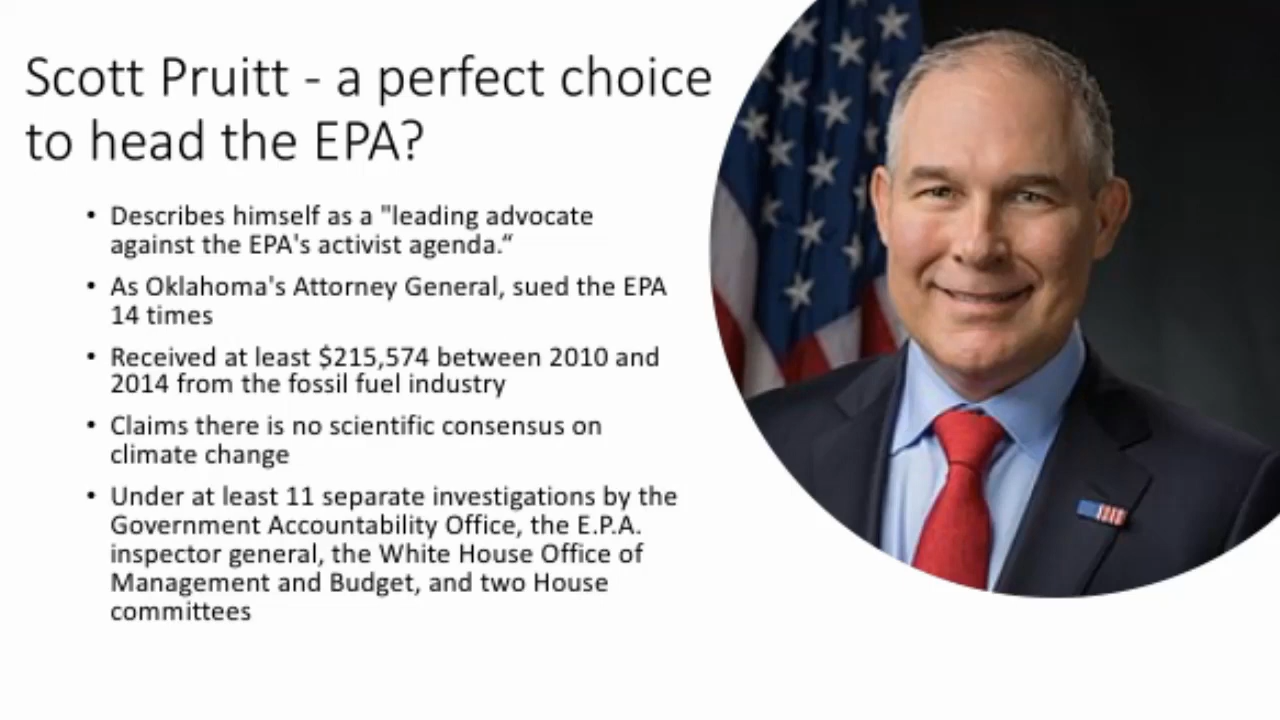 Scott Pruitt - a perfect choice
to head the EPA?
• Describes himself as a "leading advocate
against the EPA's activist agenda.“
• As Oklahoma's Attorney General, sued the EPA
14 times
• Received at least $215,574 between 2010 and
2014 from the fossil fuel industry
• Claims there is no scientific consensus on
climate change
• Under at least 11 separate investigations by the
Government Accountability Office, the E.P.A.
inspector general, the White House Office of
Management and Budget, and two House
committees